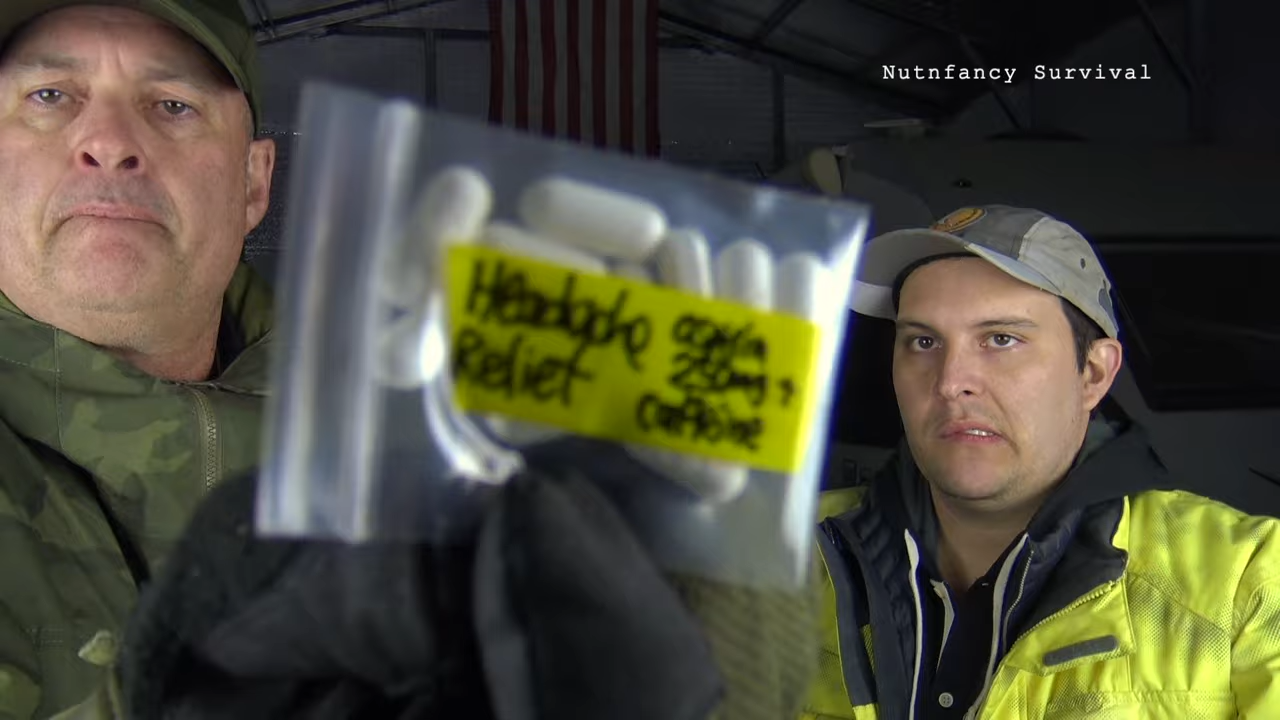 Nutnfancy Survival
Headache
Relief
250mg +
caffeine